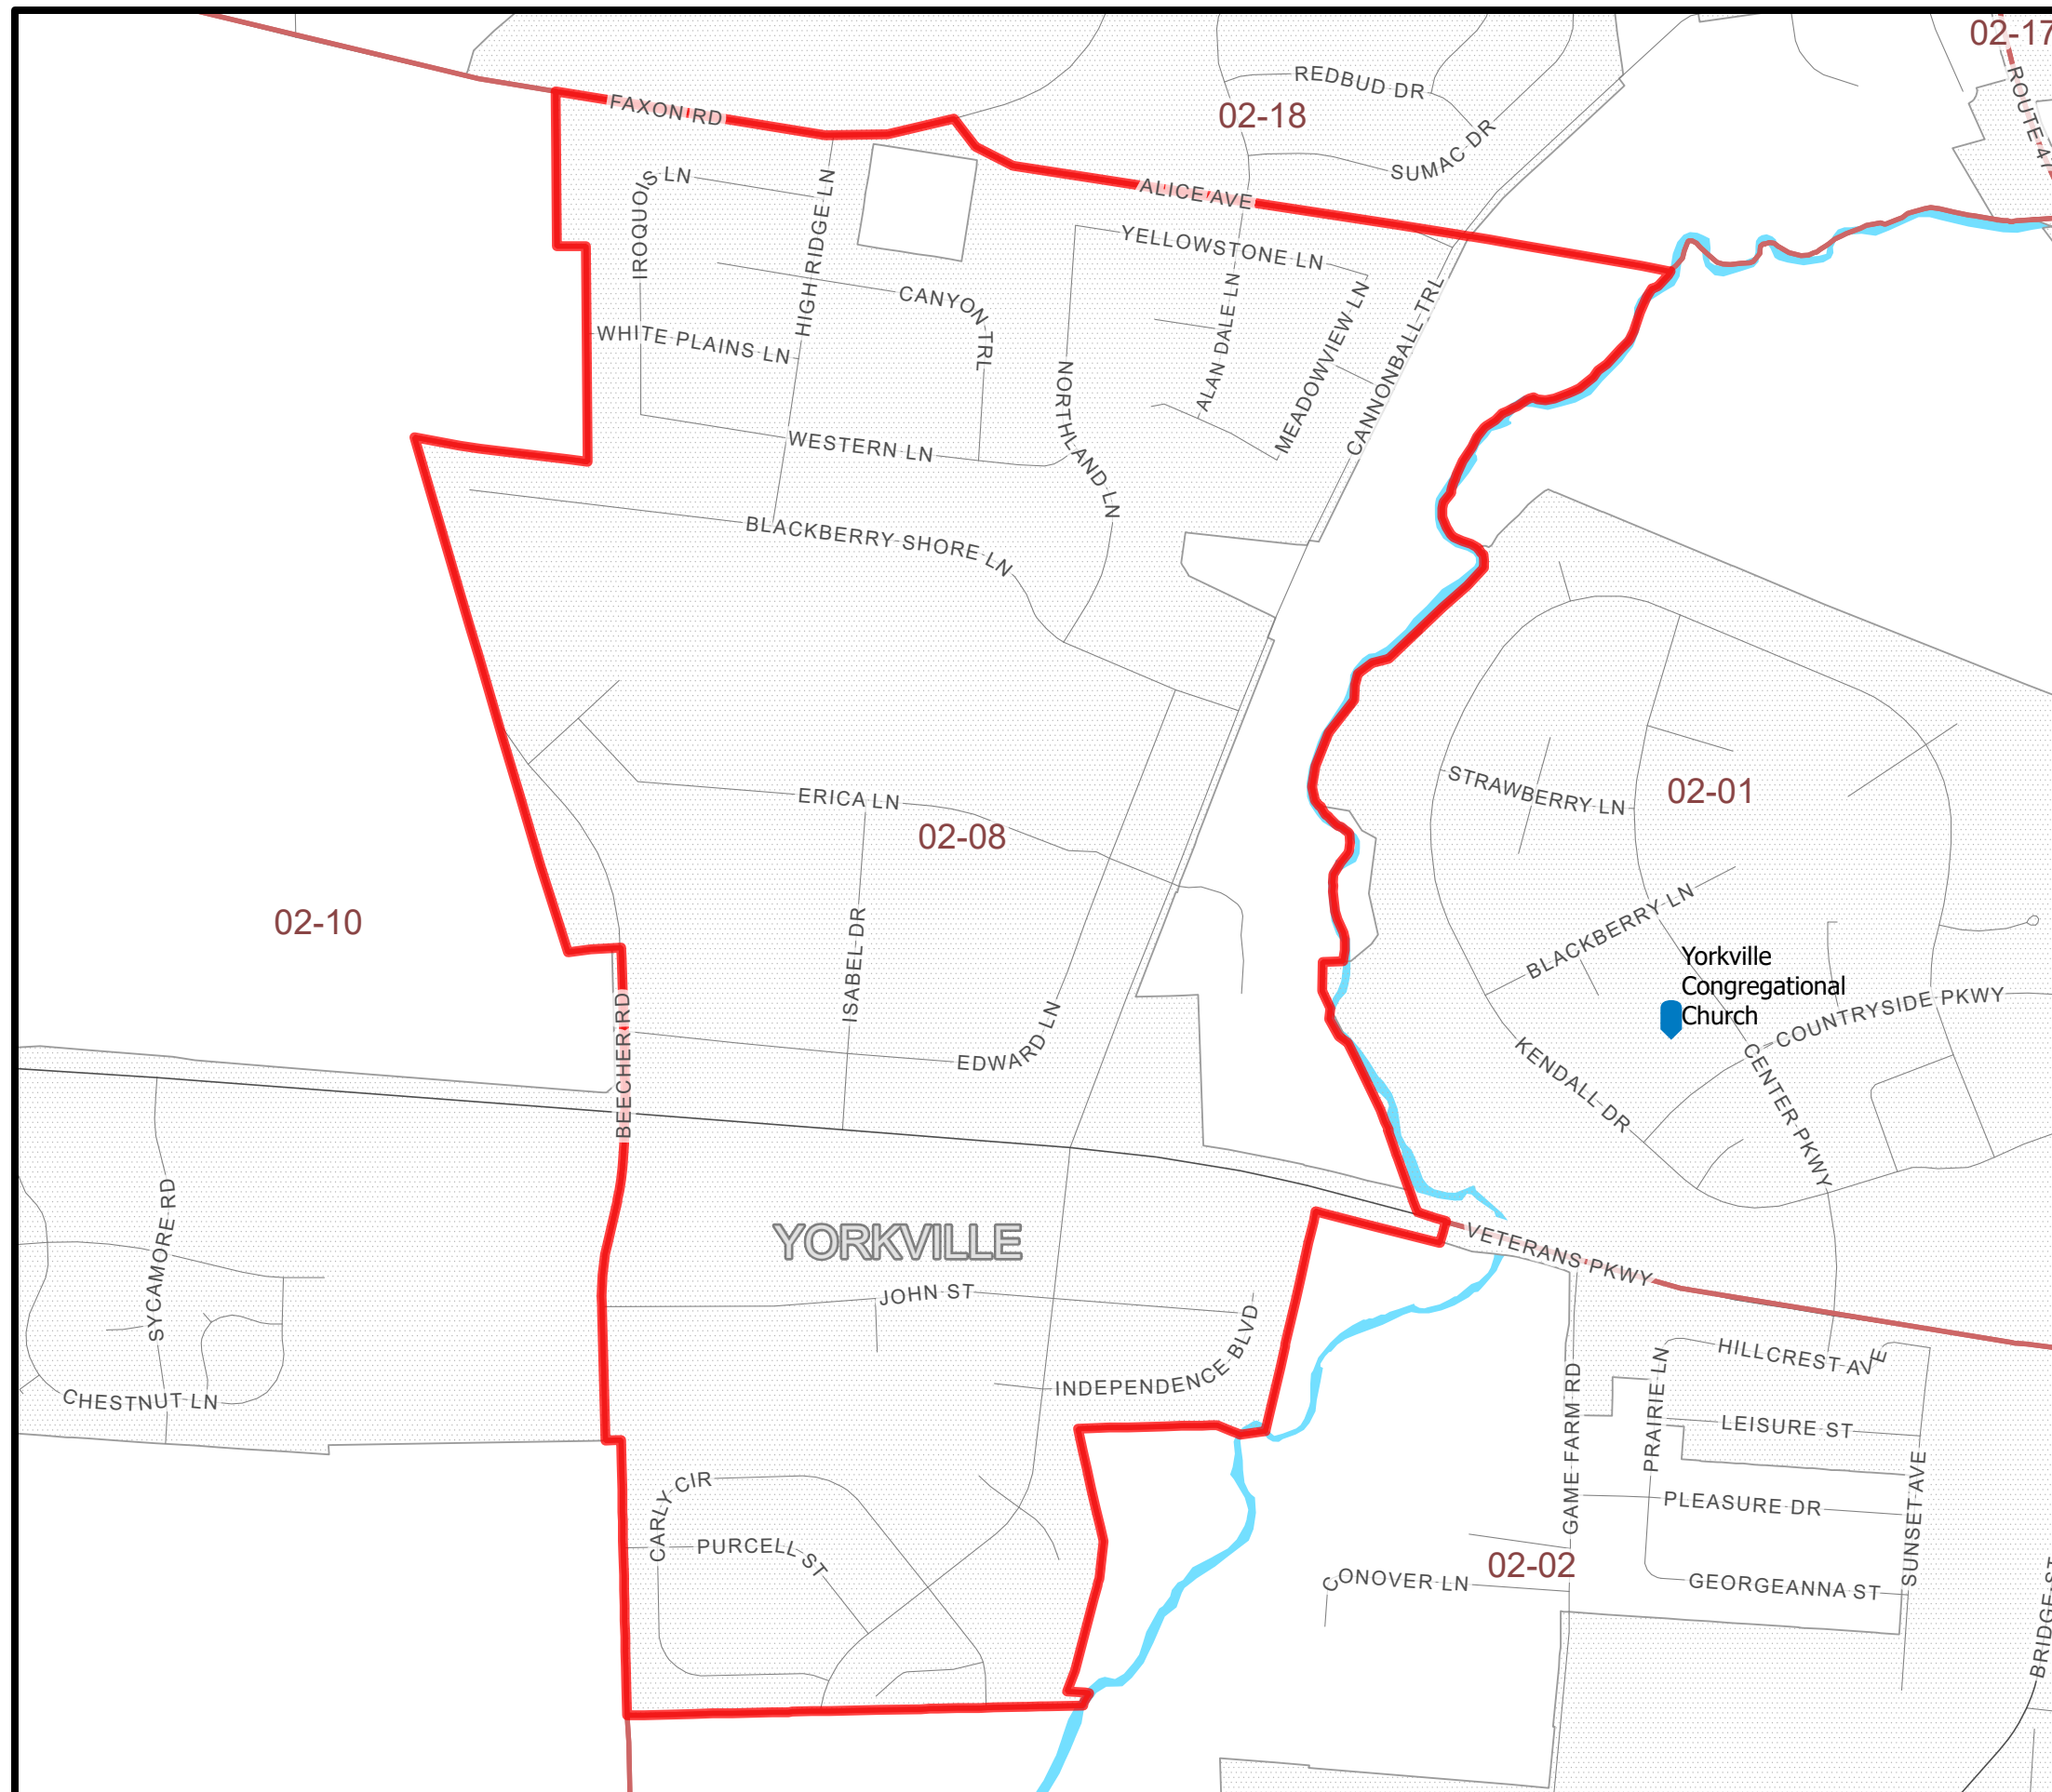 02-17
ROUTE 47
REDBUD DR
FAXON RD
02-18
SUMAC DR
IROQUOIS LN
ALICE AVE
HIGH RIDGE LN
YELLOWSTONE LN
CANYON TRL
ALAN DALE LN
MEADOWVIEW LN
CANNONBALL TRL
WHITE PLAINS LN
NORTHLAND LN
WESTERN LN
BLACKBERRY SHORE LN
STRAWBERRY LN
02-01
ERICA LN
02-08
02-10
BLACKBERRY LN
ISABEL DR
Yorkville
Congregational
Church
COUNTRYSIDE PKWY
BEECHER RD
EDWARD LN
KENDALL DR
CENTER PKWY
SYCAMORE RD
YORKVILLE
VETERANS PKWY
JOHN ST
INDEPENDENCE BLVD
HILLCREST AVE
CHESTNUT LN
GAME FARM RD
PRAIRIE LN
LEISURE ST
CARLY CIR
PURCELL ST
PLEASURE DR
SUNSET AVE
02-02
CONOVER LN
GEORGEANNA ST
BRIDGE ST